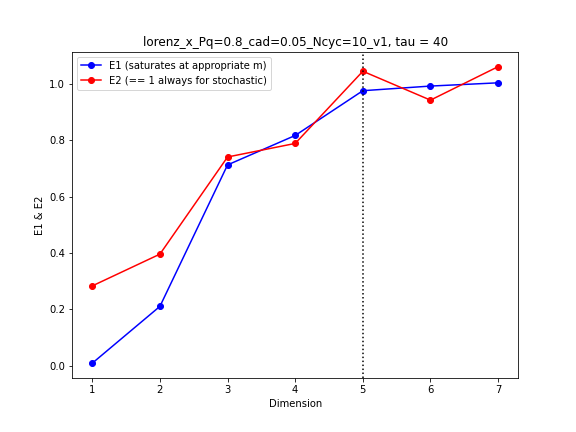 lorenz_x_Pq=0.8_cad=0.05_Ncyc=10_v1, tau = 40
E1 (saturates at appropriate m)
E2 (== 1 always for stochastic)
1.0
0.8
0.6
0.4
0.2
0.0
E1 & E2
1 2 3 4 5 6 7
Dimension